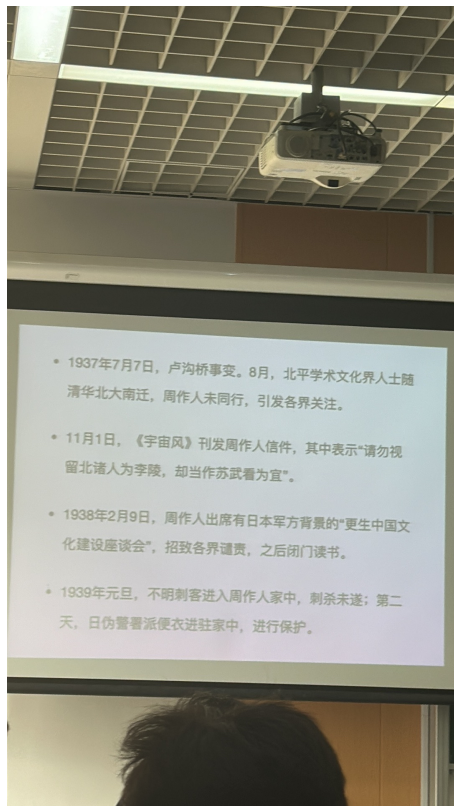 • 1937年7月7日，卢沟桥事变。8月，北平学术文化界人士随
清华北大南迁，周作人未同行，引发各界关注。
• 11月1日，《宇宙风》刊发周作人信件，其中表示“请勿视
留北诸人为李陵，却当作苏武看为宜”。
• 1938年2月9日，周作人出席有日本军方背景的“更生中国文
化建设座谈会”，招致各界谴责，之后闭门读书。
• 1939年元旦，不明刺客进入周作人家中，刺杀未遂；第二
天，日伪警署派便衣进驻家中，进行保护。